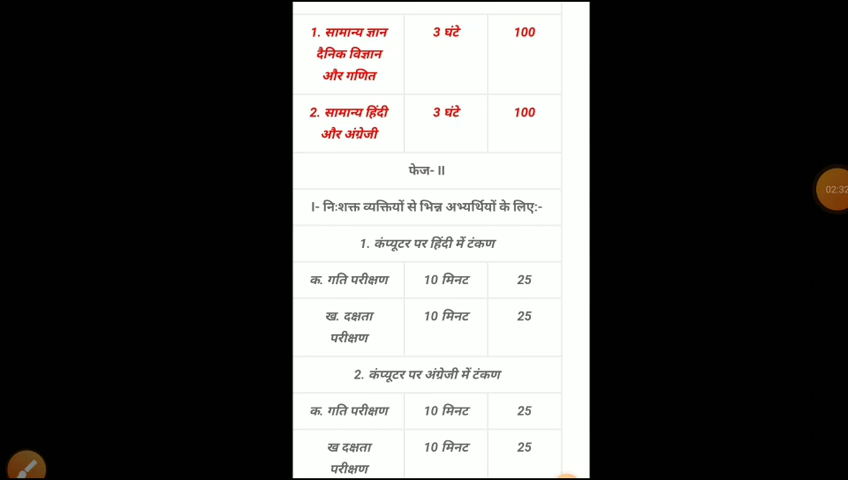 1. सामान्य ज्ञान 3 घंटे 100
दैनिक विज्ञान
और गणित
2. सामान्य हिंदी 3 घंटे 100
और अंग्रेजी
फेज- II
I- नि:शक्त व्यक्तियों से भिन्न अभ्यर्थियों के लिए:-
1. कंप्यूटर पर हिंदी में टंकण
क. गति परीक्षण 10 मिनट 25
ख. दक्षता 10 मिनट 25
परीक्षण
2. कंप्यूटर पर अंग्रेजी में टंकण
क. गति परीक्षण 10 मिनट 25
ख दक्षता 10 मिनट 25
परीक्षण
02:32